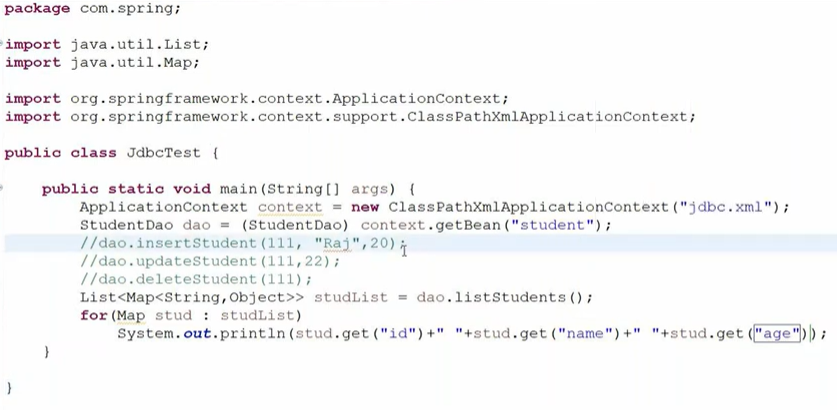 package com.spring;
import java.util.List;
import java.util.Map;
import org.springframework.context.ApplicationContext;
import org.springframework.context.support.ClassPathXmlApplicationContext;
public class JdbcTest {
public static void main(String[] args) {
ApplicationContext context = new ClassPathXmlApplicationContext("jdbc.xml");
StudentDao dao = (StudentDao) context.getBean("student");
//dao.insertStudent(111, "Raj",20);
//dao.updateStudent(111,22);
//dao.deleteStudent(111);
List<Map<String,Object>> studList = dao.listStudents();
for(Map stud : studList)
System.out.println(stud.get("id")+" "+stud.get("name")+" "+stud.get("age"));
}
}